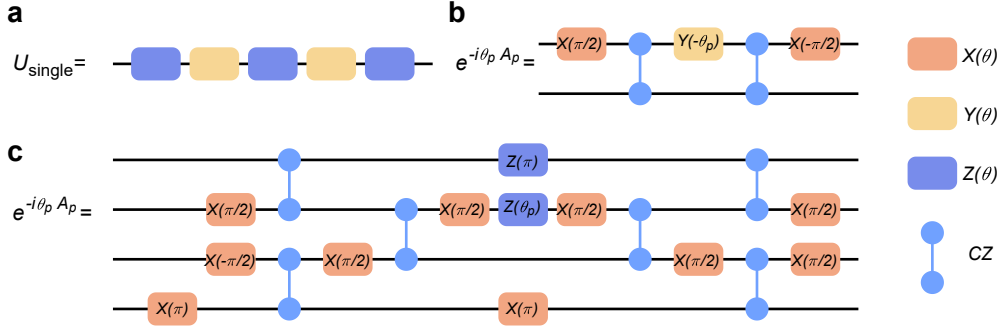 a
U_single=
b
e^{-iθ_p A_p}=
X(π/2)
Y(-θ_p)
X(-π/2)
X(θ)
Y(θ)
Z(θ)
CZ
c
e^{-iθ_p A_p}=
Z(π)
X(π/2) X(π/2) Z(θ_p) X(π/2) X(π/2)
X(-π/2) X(π/2) X(π/2) X(π/2)
X(π) X(π)